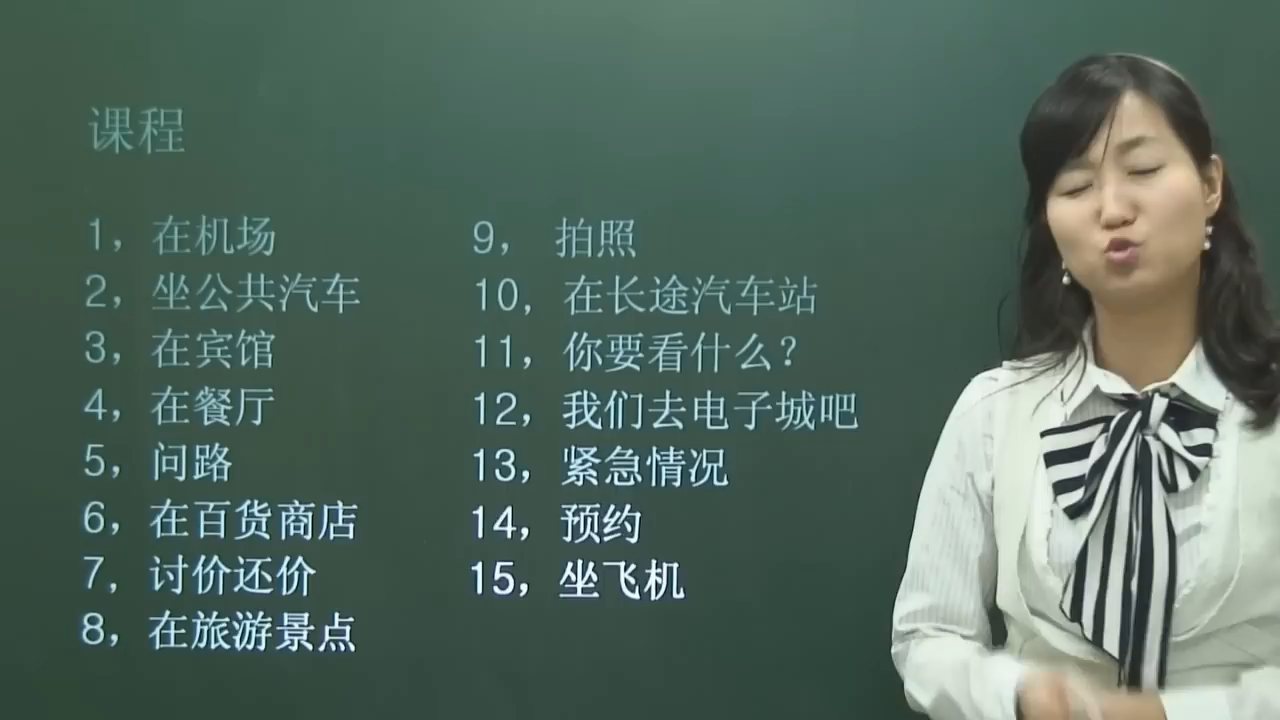 课程
1，在机场
2，坐公共汽车
3，在宾馆
4，在餐厅
5，问路
6，在百货商店
7，讨价还价
8，在旅游景点
9， 拍照
10，在长途汽车站
11，你要看什么？
12，我们去电子城吧
13，紧急情况
14，预约
15，坐飞机